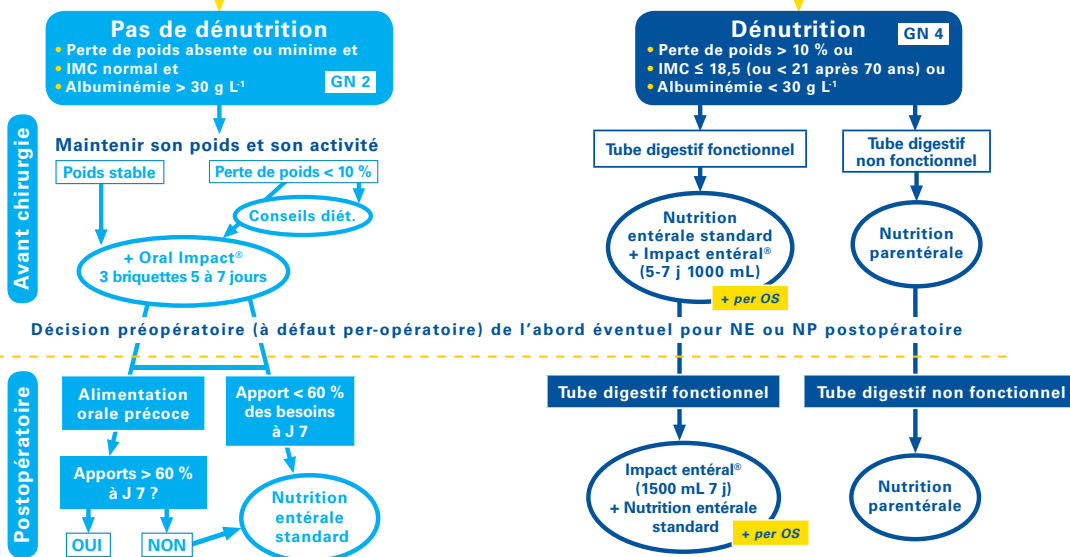 Pas de dénutrition
• Perte de poids absente ou minime et
• IMC normal et
• Albuminémie > 30 g L⁻¹
GN 2
Dénutrition
GN 4
• Perte de poids > 10 % ou
• IMC ≤ 18,5 (ou < 21 après 70 ans) ou
• Albuminémie < 30 g L⁻¹
Avant chirurgie
Maintenir son poids et son activité
Poids stable
Perte de poids < 10 %
Conseils diét.
+ Oral Impact®
3 briquettes 5 à 7 jours
Tube digestif fonctionnel
Tube digestif
non fonctionnel
Nutrition
entérale standard
+ Impact entéral®
(5-7 j 1000 mL)
+ per OS
Nutrition
parentérale
Décision préopératoire (à défaut per-opératoire) de l'abord éventuel pour NE ou NP postopératoire
Postopératoire
Alimentation
orale précoce
Apport < 60 %
des besoins
à J 7
Apports > 60 %
à J 7 ?
OUI
NON
Nutrition
entérale
standard
Tube digestif fonctionnel
Tube digestif non fonctionnel
Impact entéral®
(1500 mL 7 j)
+ Nutrition entérale
standard
+ per OS
Nutrition
parentérale